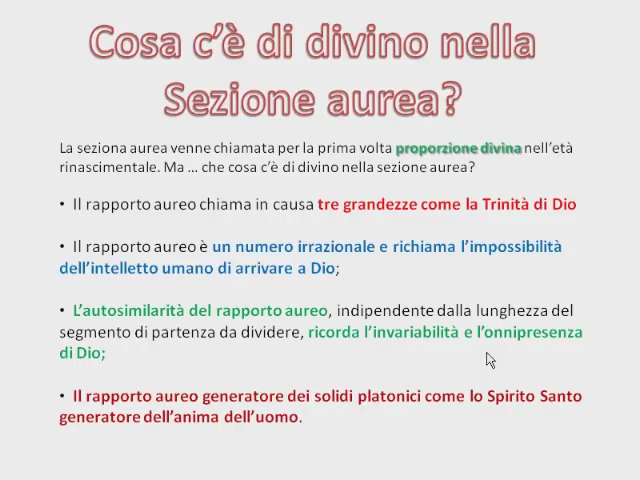 Cosa c'è di divino nella
Sezione aurea?
La seziona aurea venne chiamata per la prima volta proporzione divina nell'età
rinascimentale. Ma ... che cosa c'è di divino nella sezione aurea?
• Il rapporto aureo chiama in causa tre grandezze come la Trinità di Dio
• Il rapporto aureo è un numero irrazionale e richiama l'impossibilità
dell'intelletto umano di arrivare a Dio;
• L'autosimilarità del rapporto aureo, indipendente dalla lunghezza del
segmento di partenza da dividere, ricorda l'invariabilità e l'onnipresenza
di Dio;
• Il rapporto aureo generatore dei solidi platonici come lo Spirito Santo
generatore dell'anima dell'uomo.